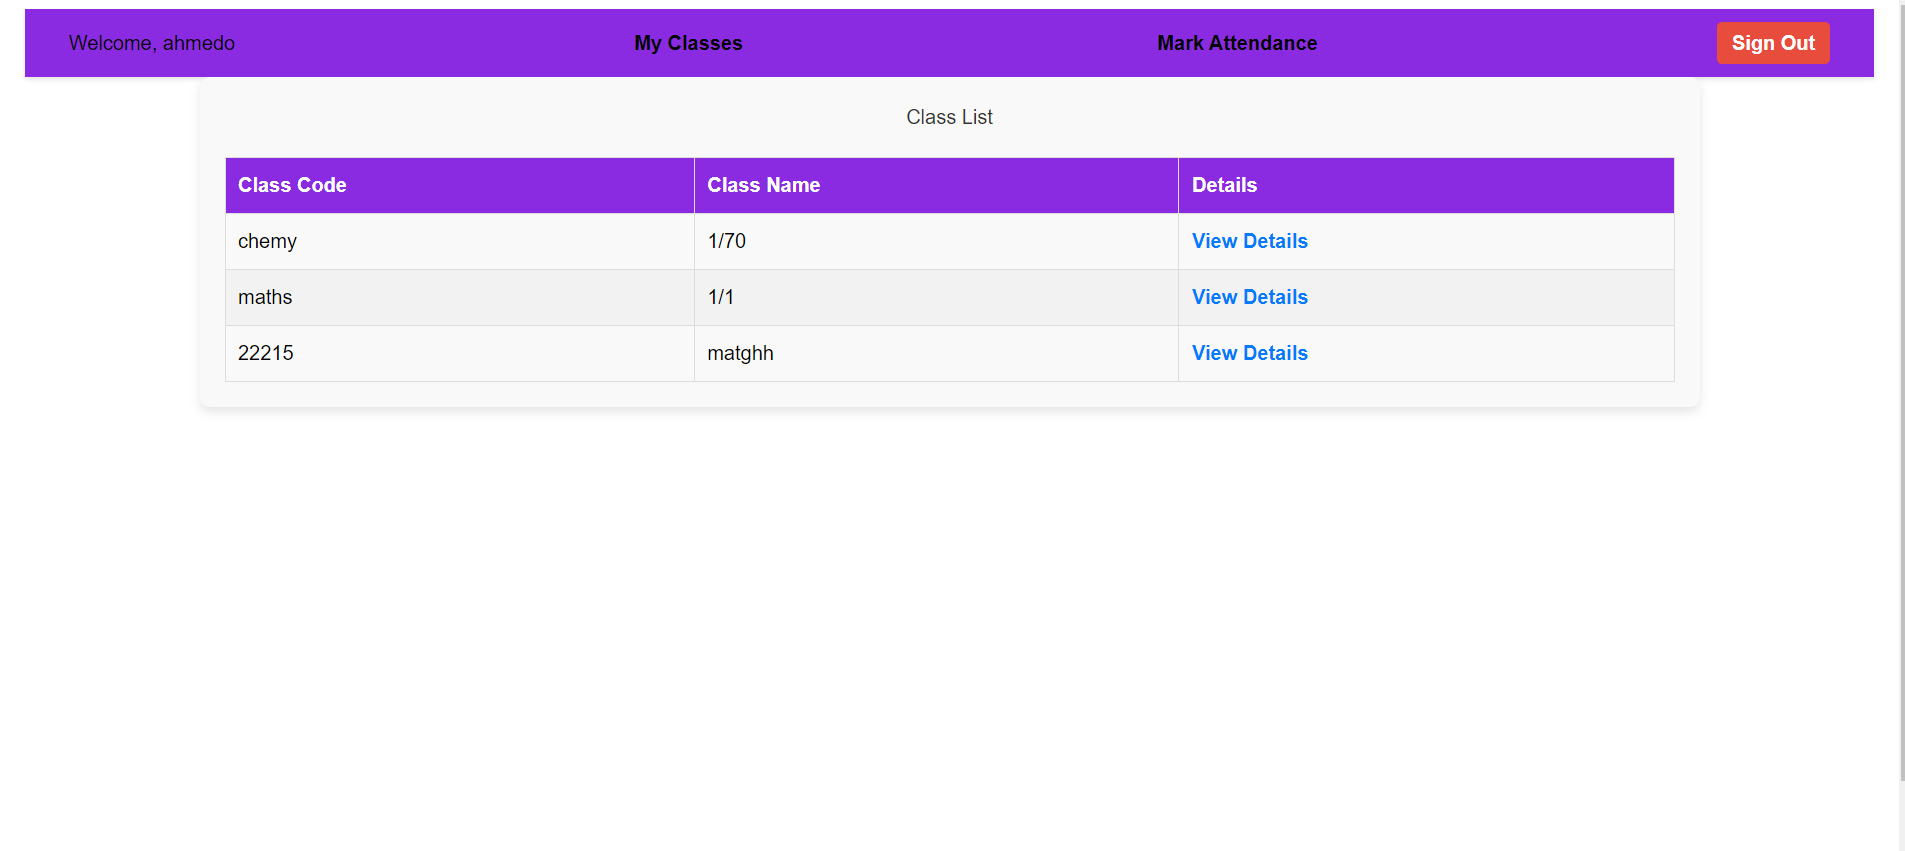 Welcome, ahmedo My Classes Mark Attendance Sign Out
Class List
Class Code Class Name Details
chemy 1/70 View Details
maths 1/1 View Details
22215 matghh View Details